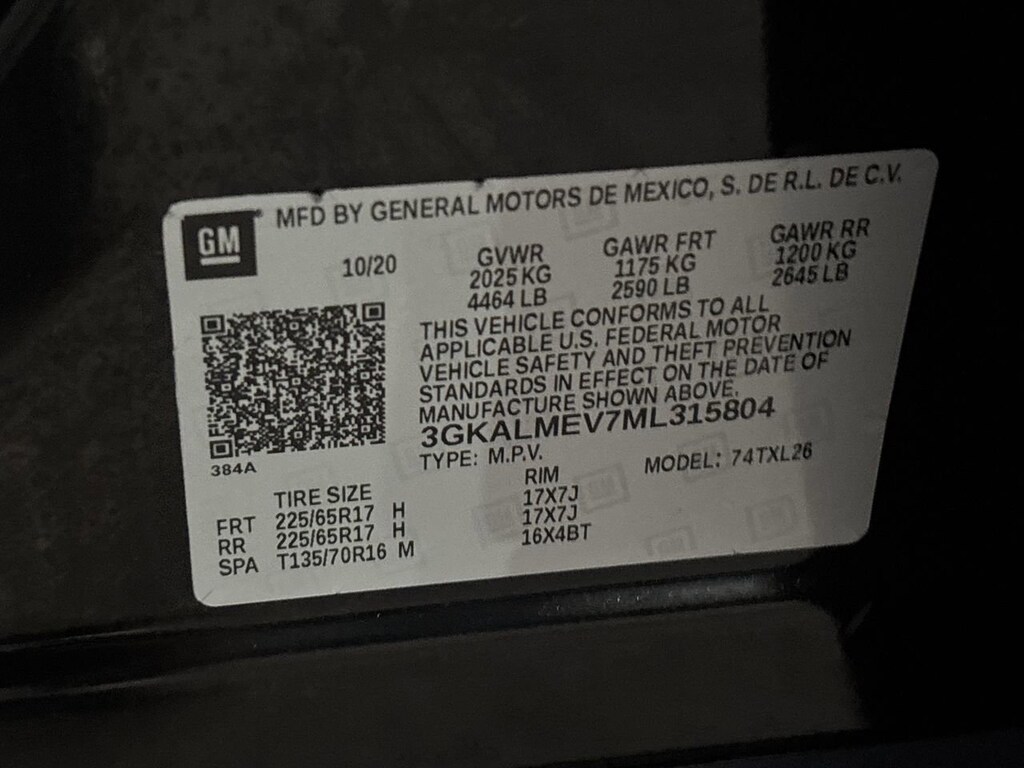 GM MFD BY GENERAL MOTORS DE MEXICO, S. DE R.L. DE C.V.
10/20 GVWR GAWR FRT GAWR RR
2025 KG 1175 KG 1200 KG
4464 LB 2590 LB 2645 LB
THIS VEHICLE CONFORMS TO ALL
APPLICABLE U.S. FEDERAL MOTOR
VEHICLE SAFETY AND THEFT PREVENTION
STANDARDS IN EFFECT ON THE DATE OF
MANUFACTURE SHOWN ABOVE.
3GKALMEV7ML315804
384A
TYPE: M.P.V. MODEL: 74TXL26
TIRE SIZE RIM
FRT 225/65R17 H 17X7J
RR 225/65R17 H 17X7J
SPA T135/70R16 M 16X4BT